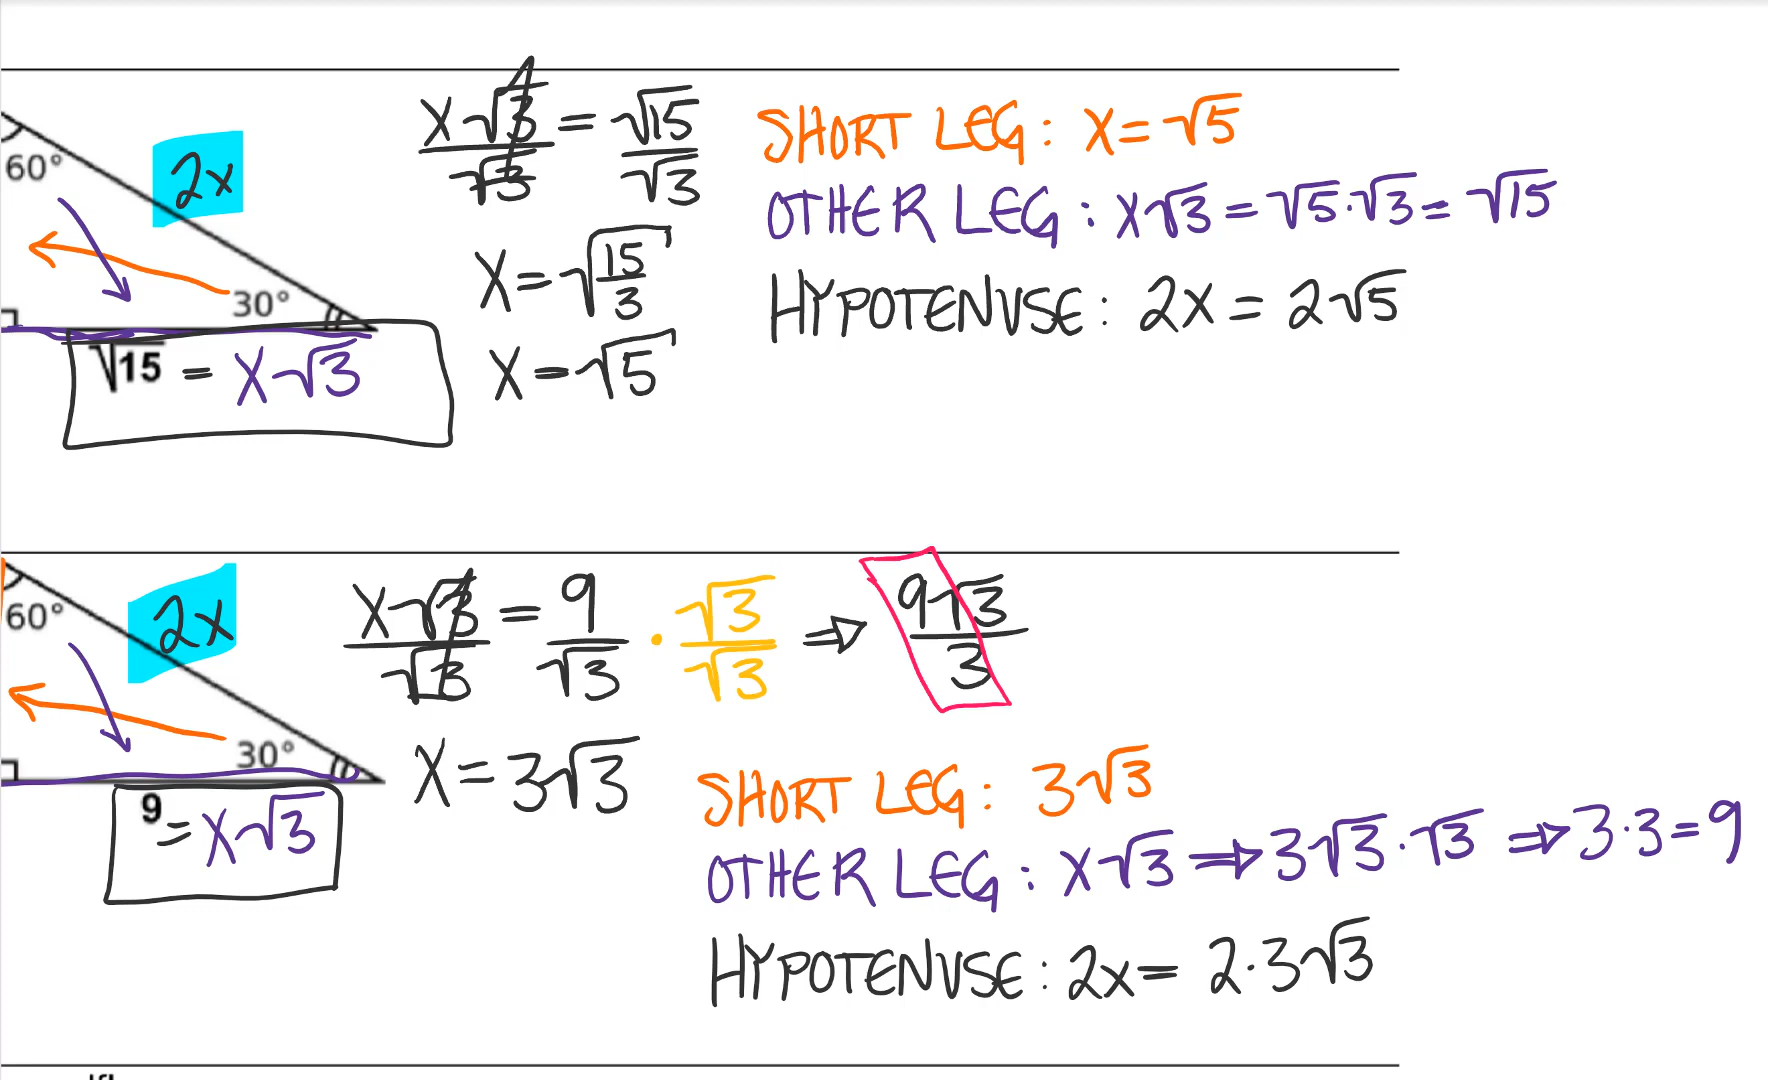 60°
2x
30°
√15 = x√3
x√3/√3 = √15/√3
1
x = √(15/3)
x = √5
SHORT LEG: x = √5
OTHER LEG: x√3 = √5·√3 = √15
HYPOTENUSE: 2x = 2√5
60°
2x
30°
9 = x√3
x√3/√3 = 9/√3 · √3/√3 ⇒ 9√3/3
x = 3√3
SHORT LEG: 3√3
OTHER LEG: x√3 ⇒ 3√3·√3 ⇒ 3·3=9
HYPOTENUSE: 2x = 2·3√3